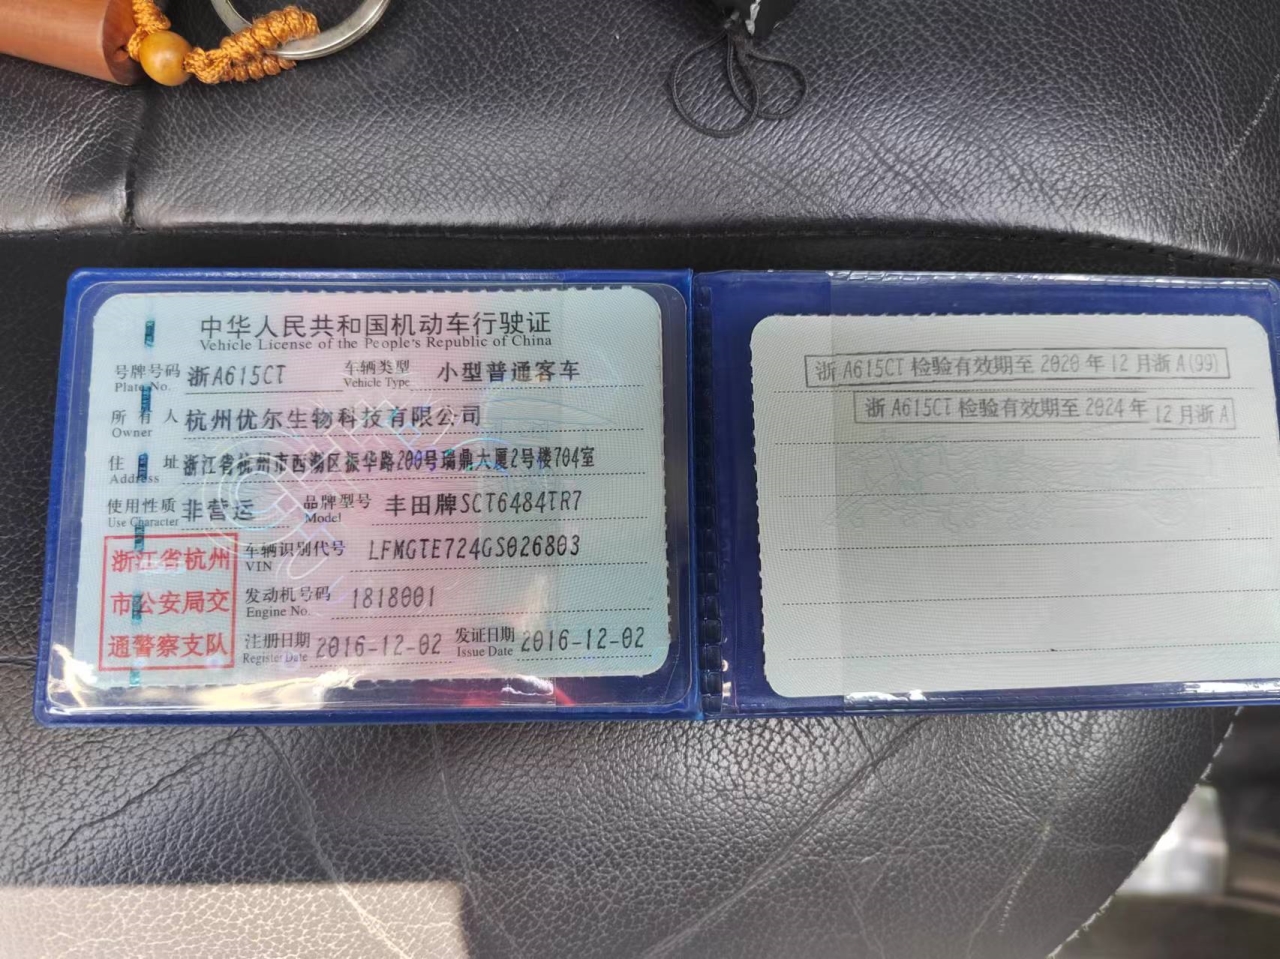 中华人民共和国机动车行驶证
Vehicle License of the People's Republic of China
号牌号码 浙A615CT 车辆类型 小型普通客车
Plate No. Vehicle Type
所有人 杭州优尔生物科技有限公司
Owner
住址 浙江省杭州市西湖区振华路200号瑞鼎大厦2号楼704室
Address
使用性质 非营运 品牌型号 丰田牌SCT6484TR7
Use Character Model
车辆识别代号 LFMGTE724GS026803
VIN
发动机号码 1818001
Engine No.
注册日期 2016-12-02 发证日期 2016-12-02
Register Date Issue Date
浙江省杭州
市公安局交
通警察支队
浙A615CT 检验有效期至 2020 年 12 月浙A(99)
浙A615CT 检验有效期至 2024 年 12 月浙A